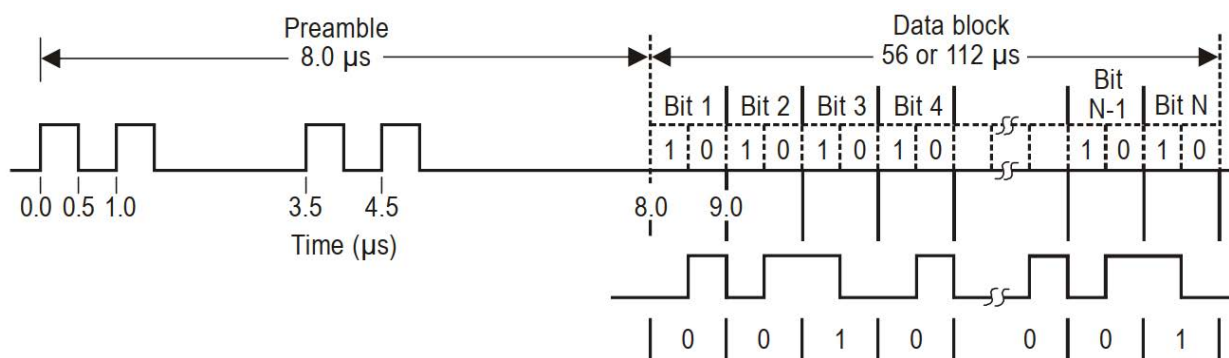 Preamble
8.0 µs
Data block
56 or 112 µs
Bit 1 Bit 2 Bit 3 Bit 4 Bit N-1 Bit N
1 0 1 0 1 0 1 0 1 0 1 0
0.0 0.5 1.0 3.5 4.5 8.0 9.0
Time (µs)
0 0 1 0 0 0 1